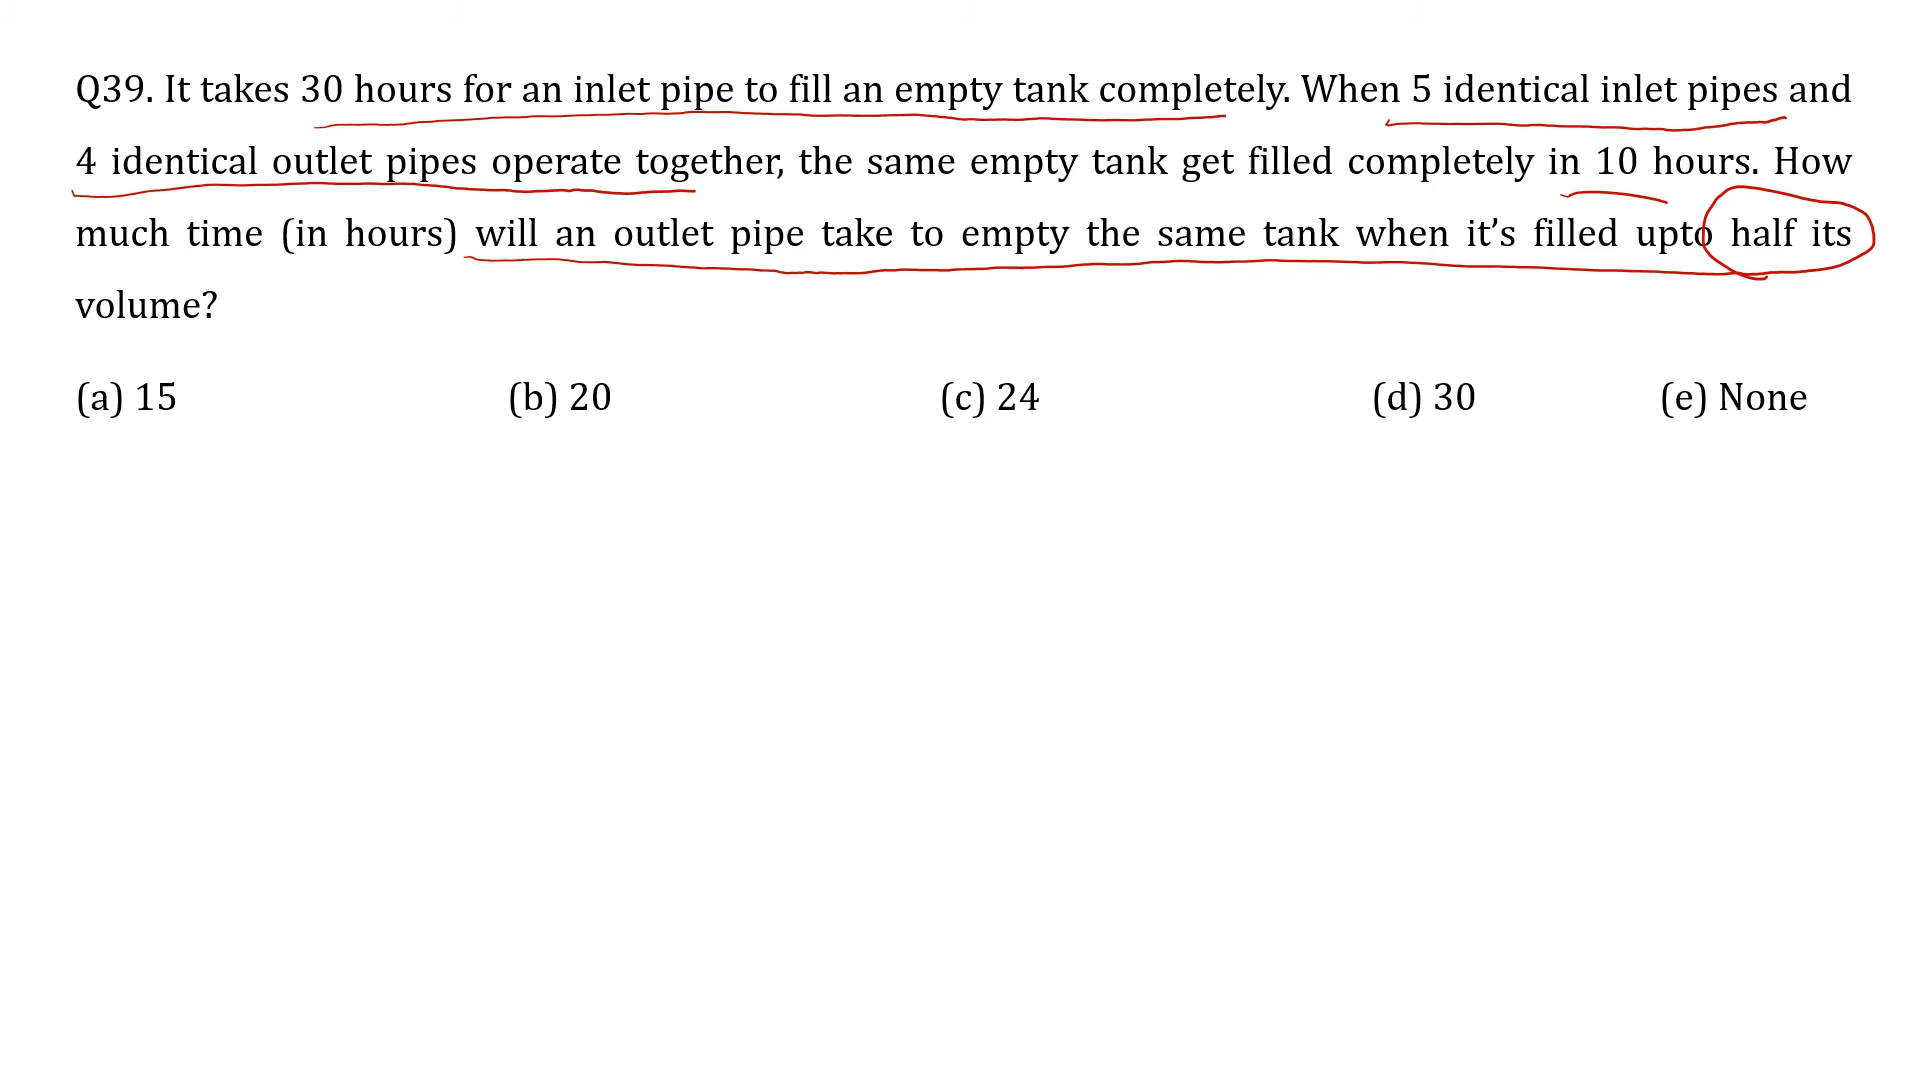 Q39. It takes 30 hours for an inlet pipe to fill an empty tank completely. When 5 identical inlet pipes and
4 identical outlet pipes operate together, the same empty tank get filled completely in 10 hours. How
much time (in hours) will an outlet pipe take to empty the same tank when it’s filled upto half its
volume?
(a) 15 (b) 20 (c) 24 (d) 30 (e) None